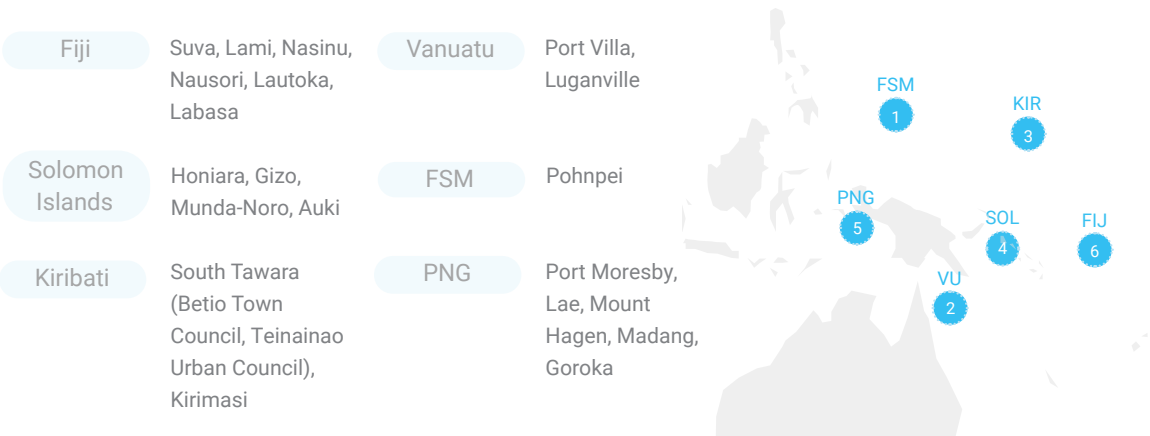 Fiji
Suva, Lami, Nasinu,
Nausori, Lautoka,
Labasa
Vanuatu
Port Villa,
Luganville
Solomon
Islands
Honiara, Gizo,
Munda-Noro, Auki
FSM
Pohnpei
Kiribati
South Tawara
(Betio Town
Council, Teinainao
Urban Council),
Kirimasi
PNG
Port Moresby,
Lae, Mount
Hagen, Madang,
Goroka
FSM
1
KIR
3
PNG
5
SOL
4
FIJ
6
VU
2